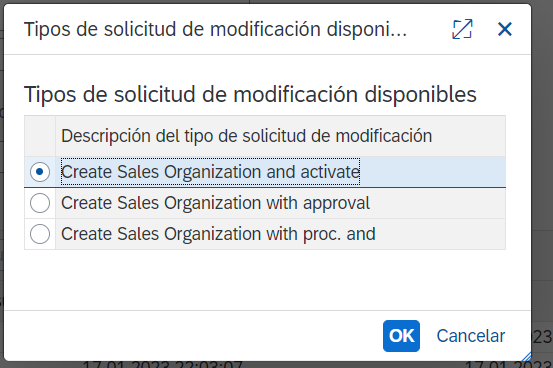 Tipos de solicitud de modificación disponi...
Tipos de solicitud de modificación disponibles
Descripción del tipo de solicitud de modificación
Create Sales Organization and activate
Create Sales Organization with approval
Create Sales Organization with proc. and
OK Cancelar